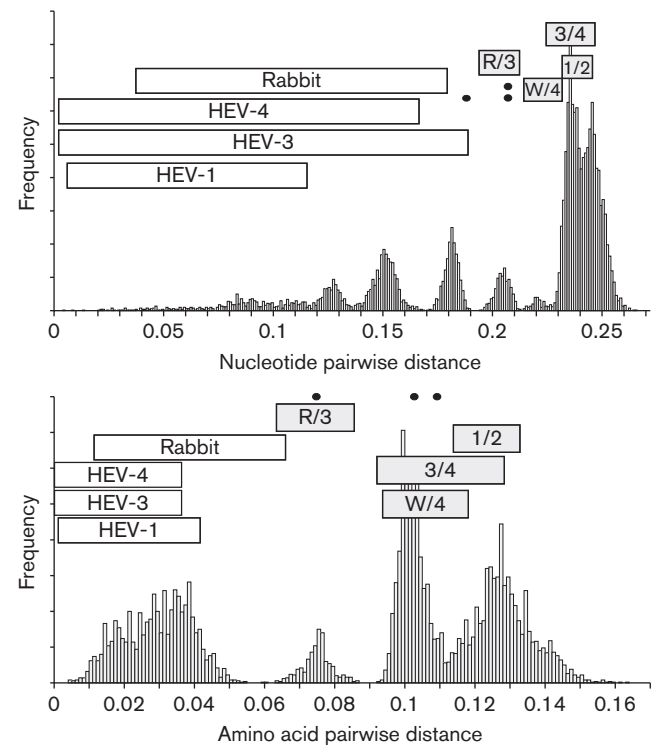 3/4
R/3
1/2
Rabbit
W/4
HEV-4
HEV-3
HEV-1
Frequency
0 0.05 0.1 0.15 0.2 0.25
Nucleotide pairwise distance
R/3
1/2
Rabbit
HEV-4
3/4
HEV-3
W/4
HEV-1
Frequency
0 0.02 0.04 0.06 0.08 0.1 0.12 0.14 0.16
Amino acid pairwise distance